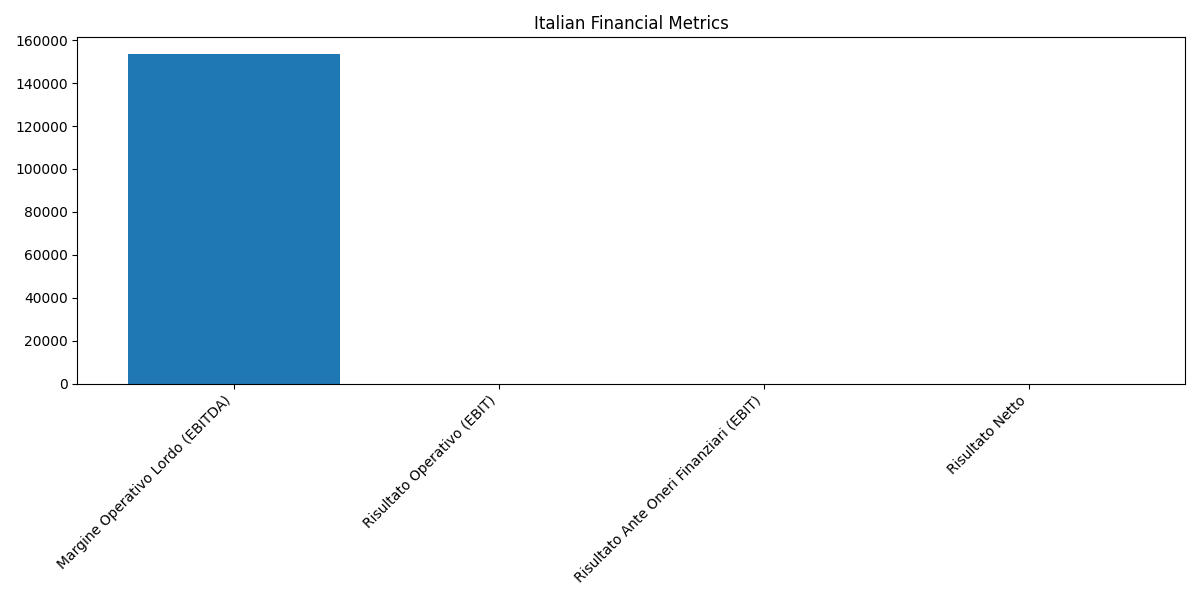 Italian Financial Metrics
160000
140000
120000
100000
80000
60000
40000
20000
0
Margine Operativo Lordo (EBITDA)
Risultato Operativo (EBIT)
Risultato Ante Oneri Finanziari (EBIT)
Risultato Netto